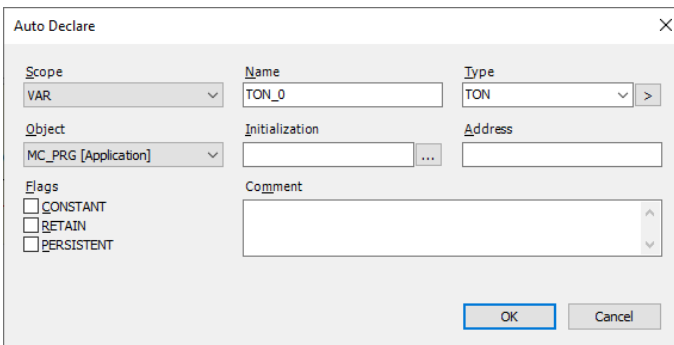 Auto Declare
Scope Name Type
VAR TON_0 TON >
Object Initialization Address
MC_PRG [Application] ...
Flags Comment
CONSTANT
RETAIN
PERSISTENT
OK Cancel